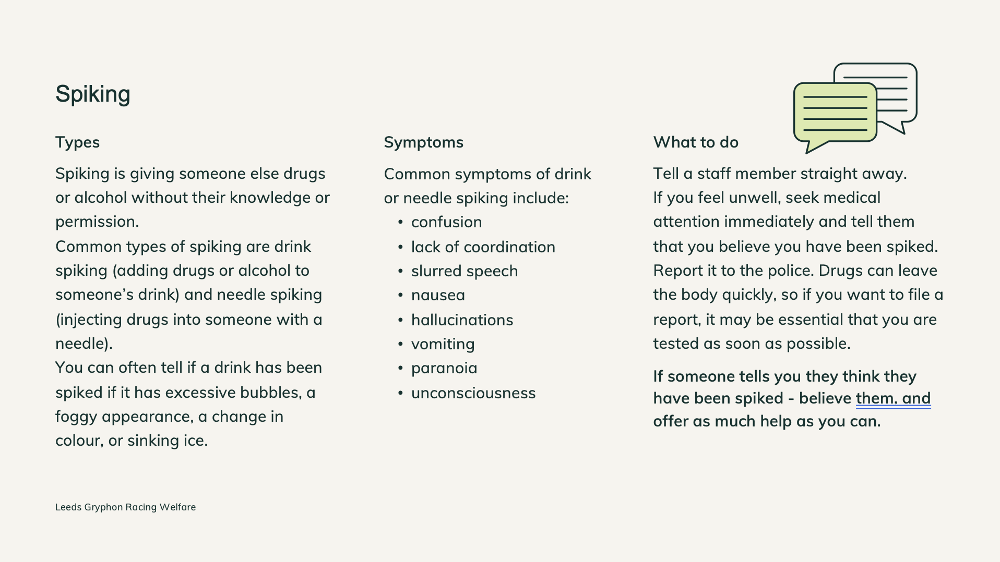 Spiking
Types
Spiking is giving someone else drugs
or alcohol without their knowledge or
permission.
Common types of spiking are drink
spiking (adding drugs or alcohol to
someone’s drink) and needle spiking
(injecting drugs into someone with a
needle).
You can often tell if a drink has been
spiked if it has excessive bubbles, a
foggy appearance, a change in
colour, or sinking ice.
Symptoms
Common symptoms of drink
or needle spiking include:
• confusion
• lack of coordination
• slurred speech
• nausea
• hallucinations
• vomiting
• paranoia
• unconsciousness
What to do
Tell a staff member straight away.
If you feel unwell, seek medical
attention immediately and tell them
that you believe you have been spiked.
Report it to the police. Drugs can leave
the body quickly, so if you want to file a
report, it may be essential that you are
tested as soon as possible.
If someone tells you they think they
have been spiked - believe them, and
offer as much help as you can.
Leeds Gryphon Racing Welfare